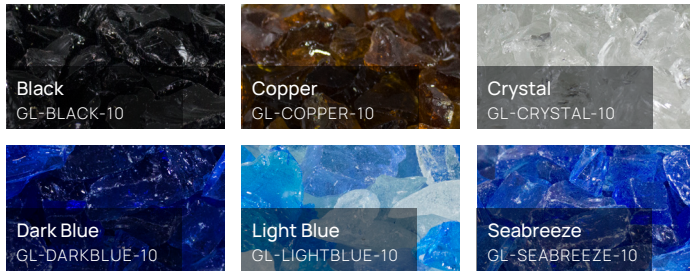 Black
GL-BLACK-10
Copper
GL-COPPER-10
Crystal
GL-CRYSTAL-10
Dark Blue
GL-DARKBLUE-10
Light Blue
GL-LIGHTBLUE-10
Seabreeze
GL-SEABREEZE-10